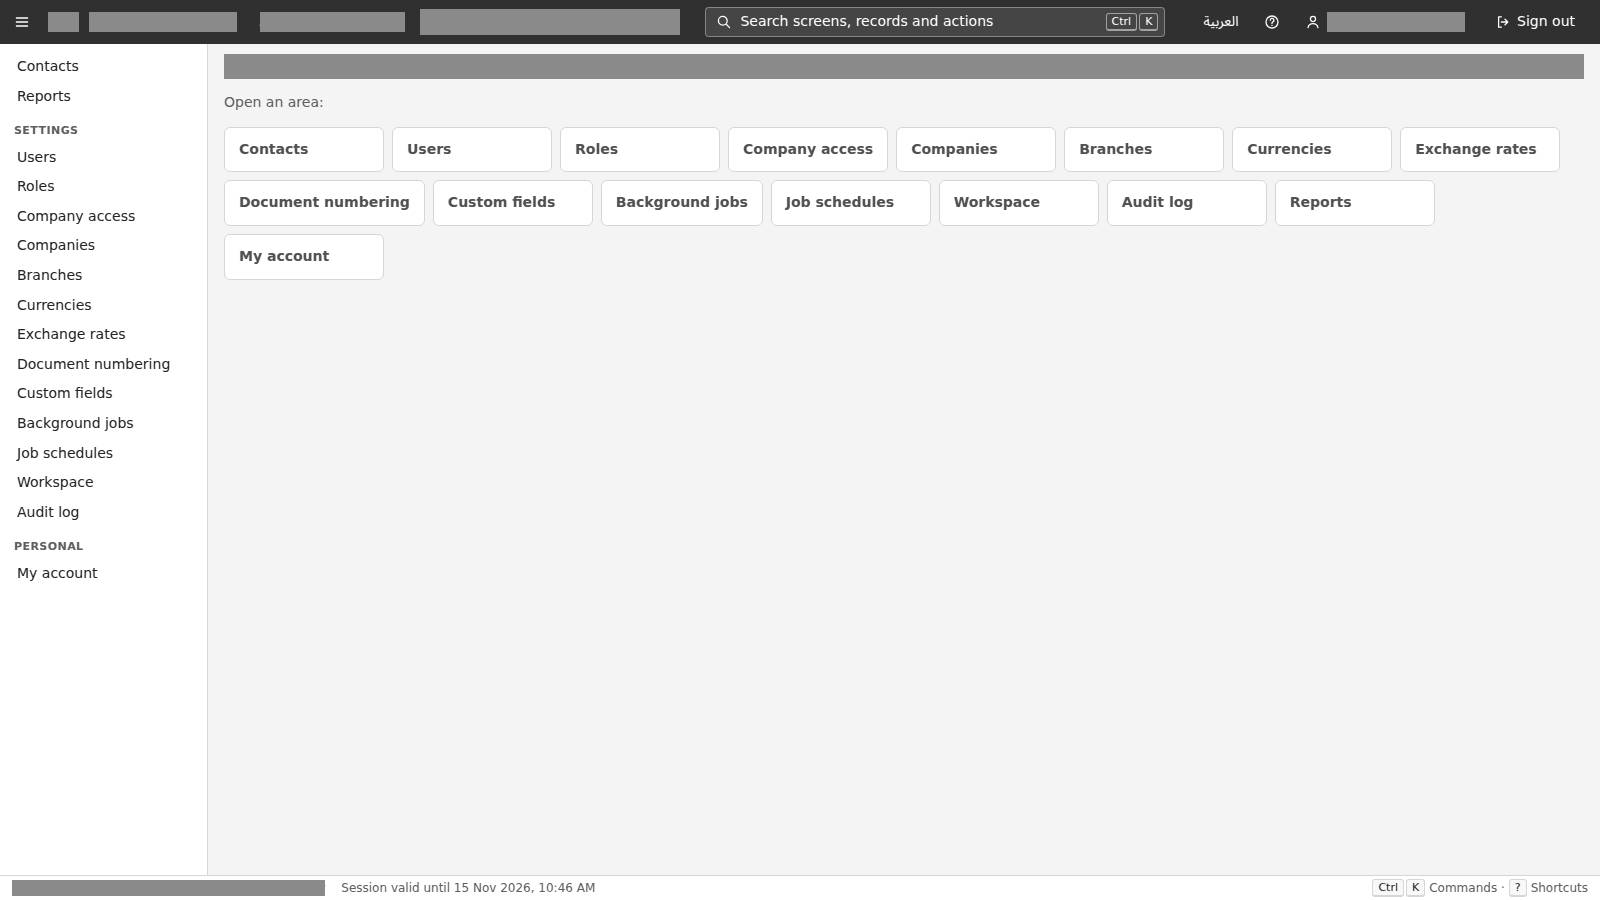 Search screens, records and actions Ctrl K العربية Sign out
Contacts
Reports
SETTINGS
Users
Roles
Company access
Companies
Branches
Currencies
Exchange rates
Document numbering
Custom fields
Background jobs
Job schedules
Workspace
Audit log
PERSONAL
My account
Open an area:
Contacts Users Roles Company access Companies Branches Currencies Exchange rates
Document numbering Custom fields Background jobs Job schedules Workspace Audit log Reports
My account
Session valid until 15 Nov 2026, 10:46 AM Ctrl K Commands · ? Shortcuts